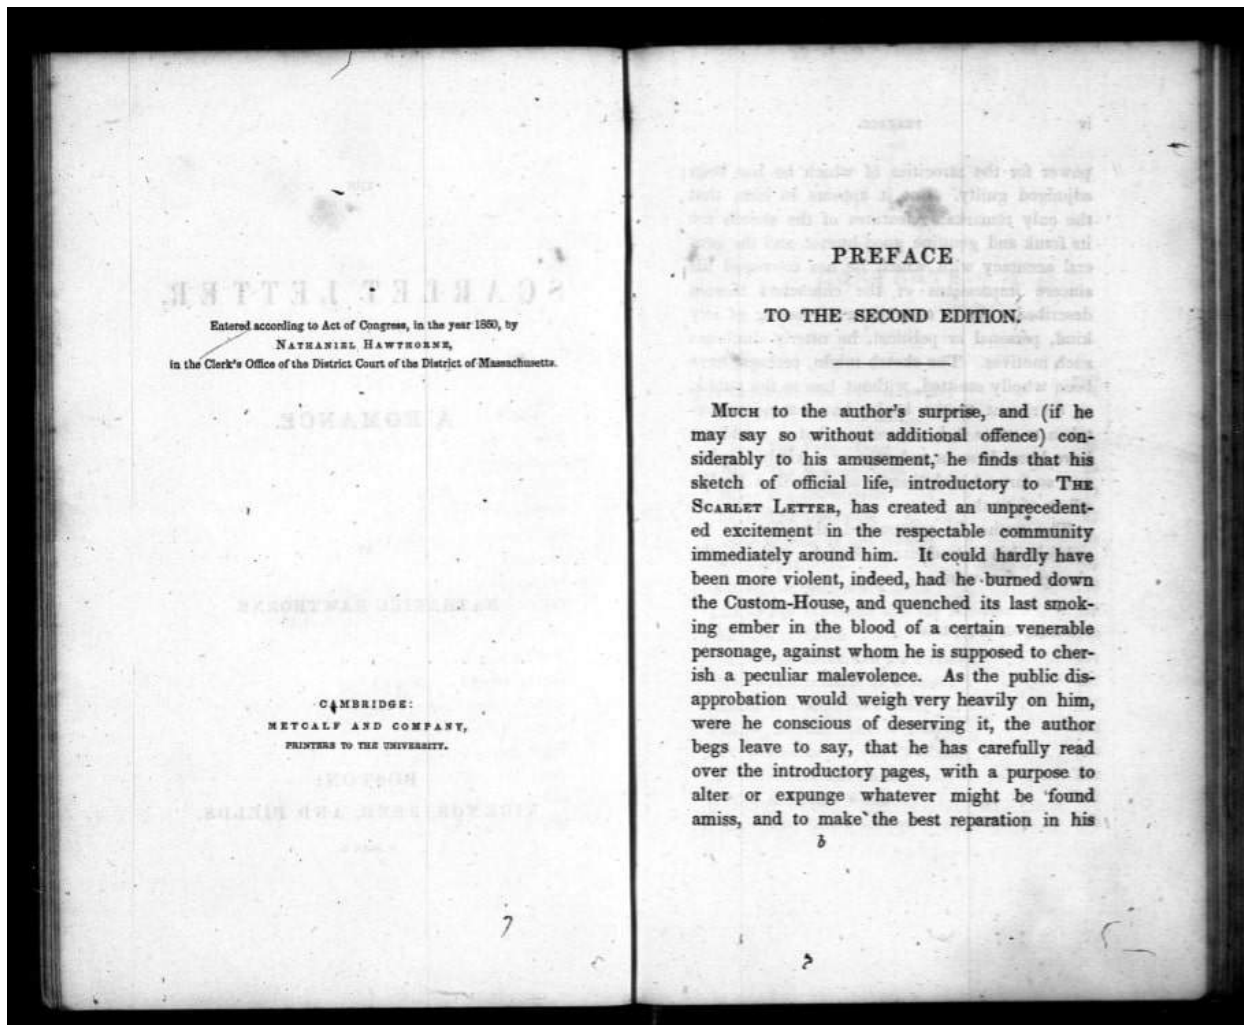 Entered according to Act of Congress, in the year 1850, by
NATHANIEL HAWTHORNE,
in the Clerk's Office of the District Court of the District of Massachusetts.
CAMBRIDGE:
METCALF AND COMPANY,
PRINTERS TO THE UNIVERSITY.
PREFACE
TO THE SECOND EDITION.
MUCH to the author's surprise, and (if he
may say so without additional offence) con-
siderably to his amusement, he finds that his
sketch of official life, introductory to THE
SCARLET LETTER, has created an unprecedent-
ed excitement in the respectable community
immediately around him. It could hardly have
been more violent, indeed, had he burned down
the Custom-House, and quenched its last smok-
ing ember in the blood of a certain venerable
personage, against whom he is supposed to cher-
ish a peculiar malevolence. As the public dis-
approbation would weigh very heavily on him,
were he conscious of deserving it, the author
begs leave to say, that he has carefully read
over the introductory pages, with a purpose to
alter or expunge whatever might be found
amiss, and to make the best reparation in his
b